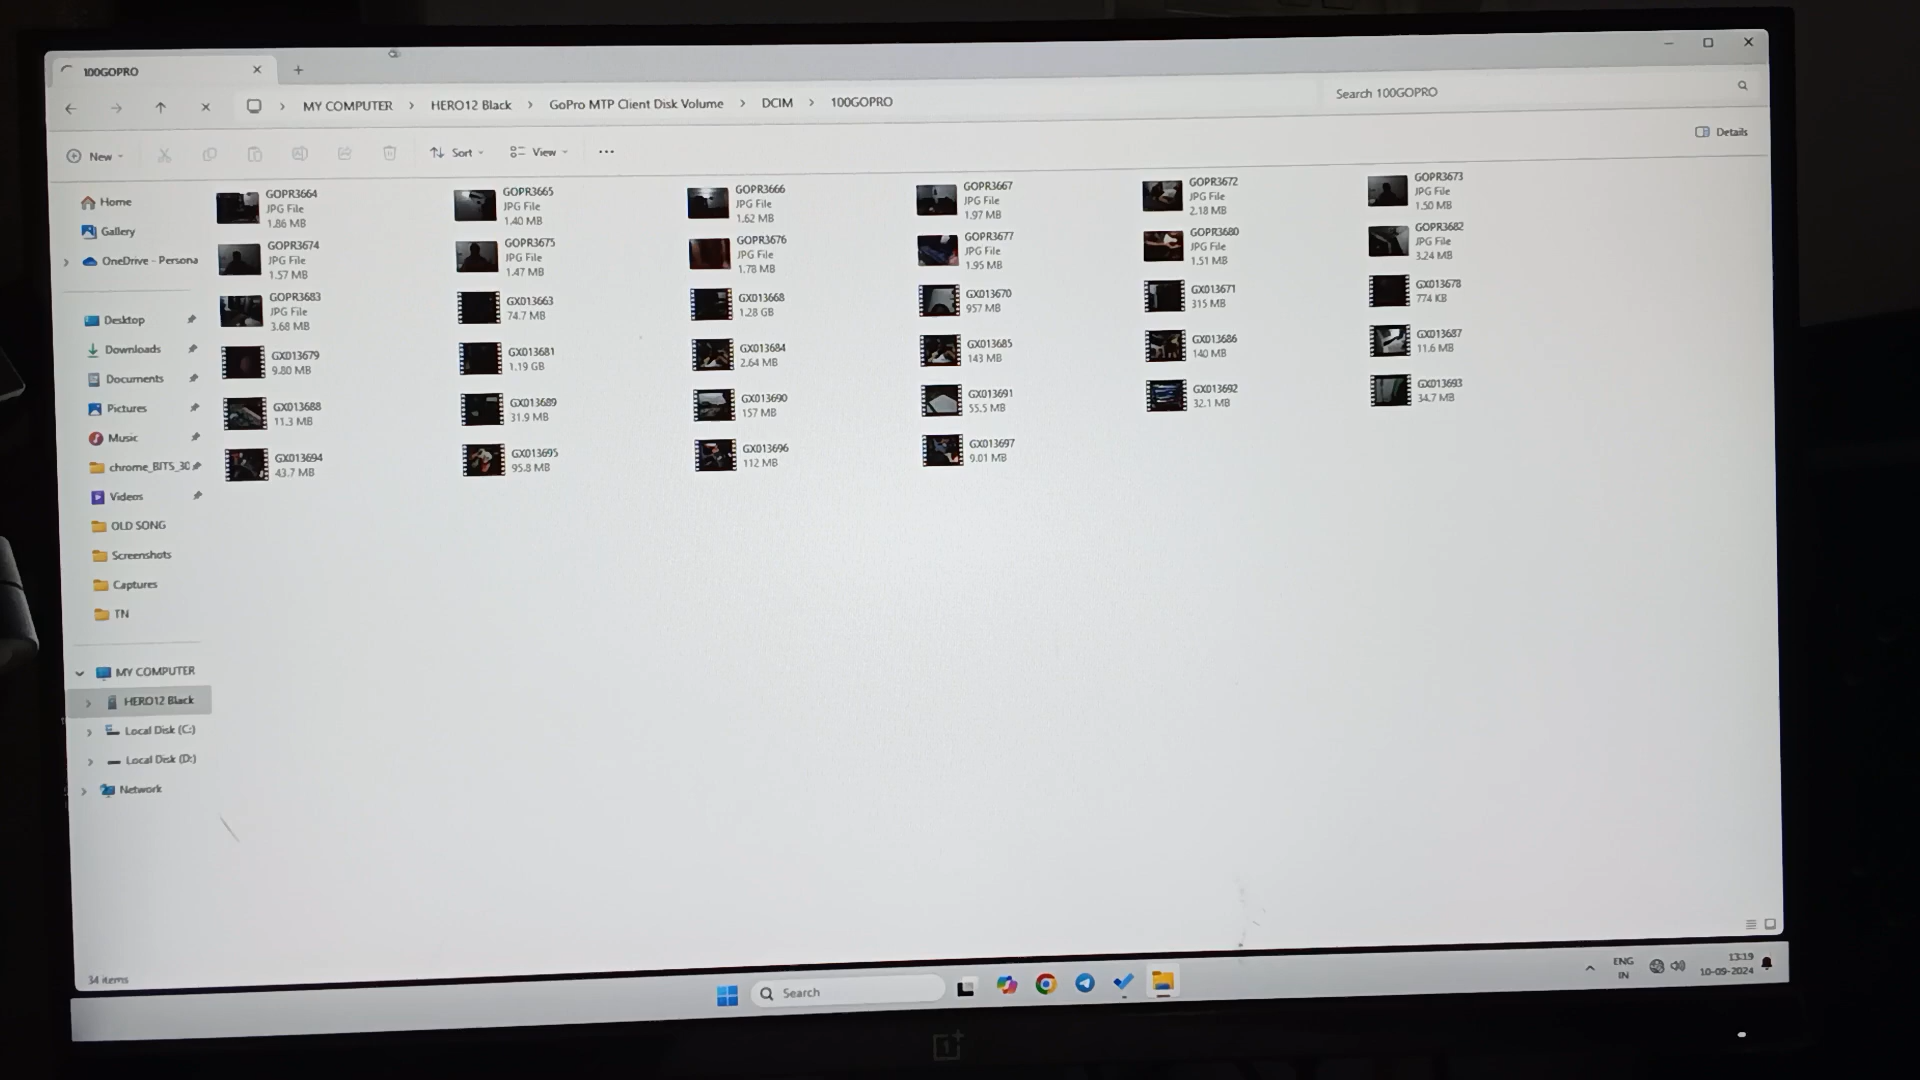 100GOPRO
MY COMPUTER > HERO12 Black > GoPro MTP Client Disk Volume > DCIM > 100GOPRO
Search 100GOPRO
New
Sort
View
...
Details
Home
Gallery
OneDrive - Persona
Desktop
Downloads
Documents
Pictures
Music
chrome_BITS_30
Videos
OLD SONG
Screenshots
Captures
TN
MY COMPUTER
HERO12 Black
Local Disk (C:)
Local Disk (D:)
Network
GOPR3664
JPG File
1.86 MB
GOPR3665
JPG File
1.40 MB
GOPR3666
JPG File
1.62 MB
GOPR3667
JPG File
1.97 MB
GOPR3672
JPG File
2.18 MB
GOPR3673
JPG File
1.50 MB
GOPR3674
JPG File
1.57 MB
GOPR3675
JPG File
1.47 MB
GOPR3676
JPG File
1.78 MB
GOPR3677
JPG File
1.95 MB
GOPR3680
JPG File
1.51 MB
GOPR3682
JPG File
3.24 MB
GOPR3683
JPG File
3.68 MB
GX013663
74.7 MB
GX013668
1.28 GB
GX013670
957 MB
GX013671
315 MB
GX013678
774 KB
GX013679
9.80 MB
GX013681
1.19 GB
GX013684
2.64 MB
GX013685
143 MB
GX013686
140 MB
GX013687
11.6 MB
GX013688
11.3 MB
GX013689
31.9 MB
GX013690
157 MB
GX013691
55.5 MB
GX013692
32.1 MB
GX013693
34.7 MB
GX013694
43.7 MB
GX013695
95.8 MB
GX013696
112 MB
GX013697
9.01 MB
34 items
Search
ENG
IN
13:19
10-09-2024